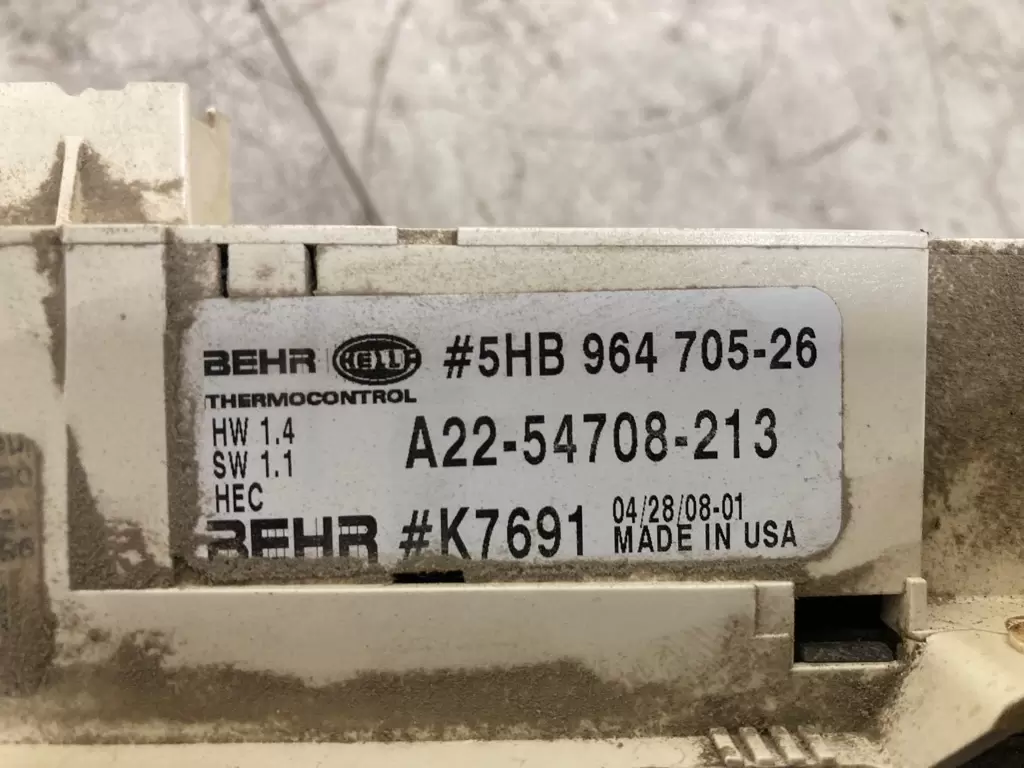 BEHR HELLA #5HB 964 705-26
THERMOCONTROL
HW 1.4 A22-54708-213
SW 1.1
HEC
BEHR #K7691 04/28/08-01
MADE IN USA